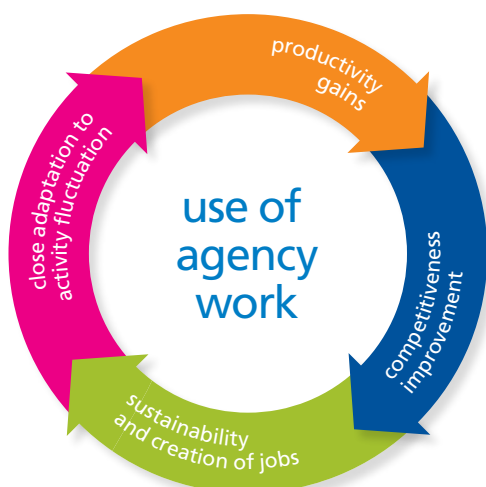 productivity
gains
close adaptation to
activity fluctuation
use of
agency
work
competitiveness
improvement
sustainability
and creation of jobs